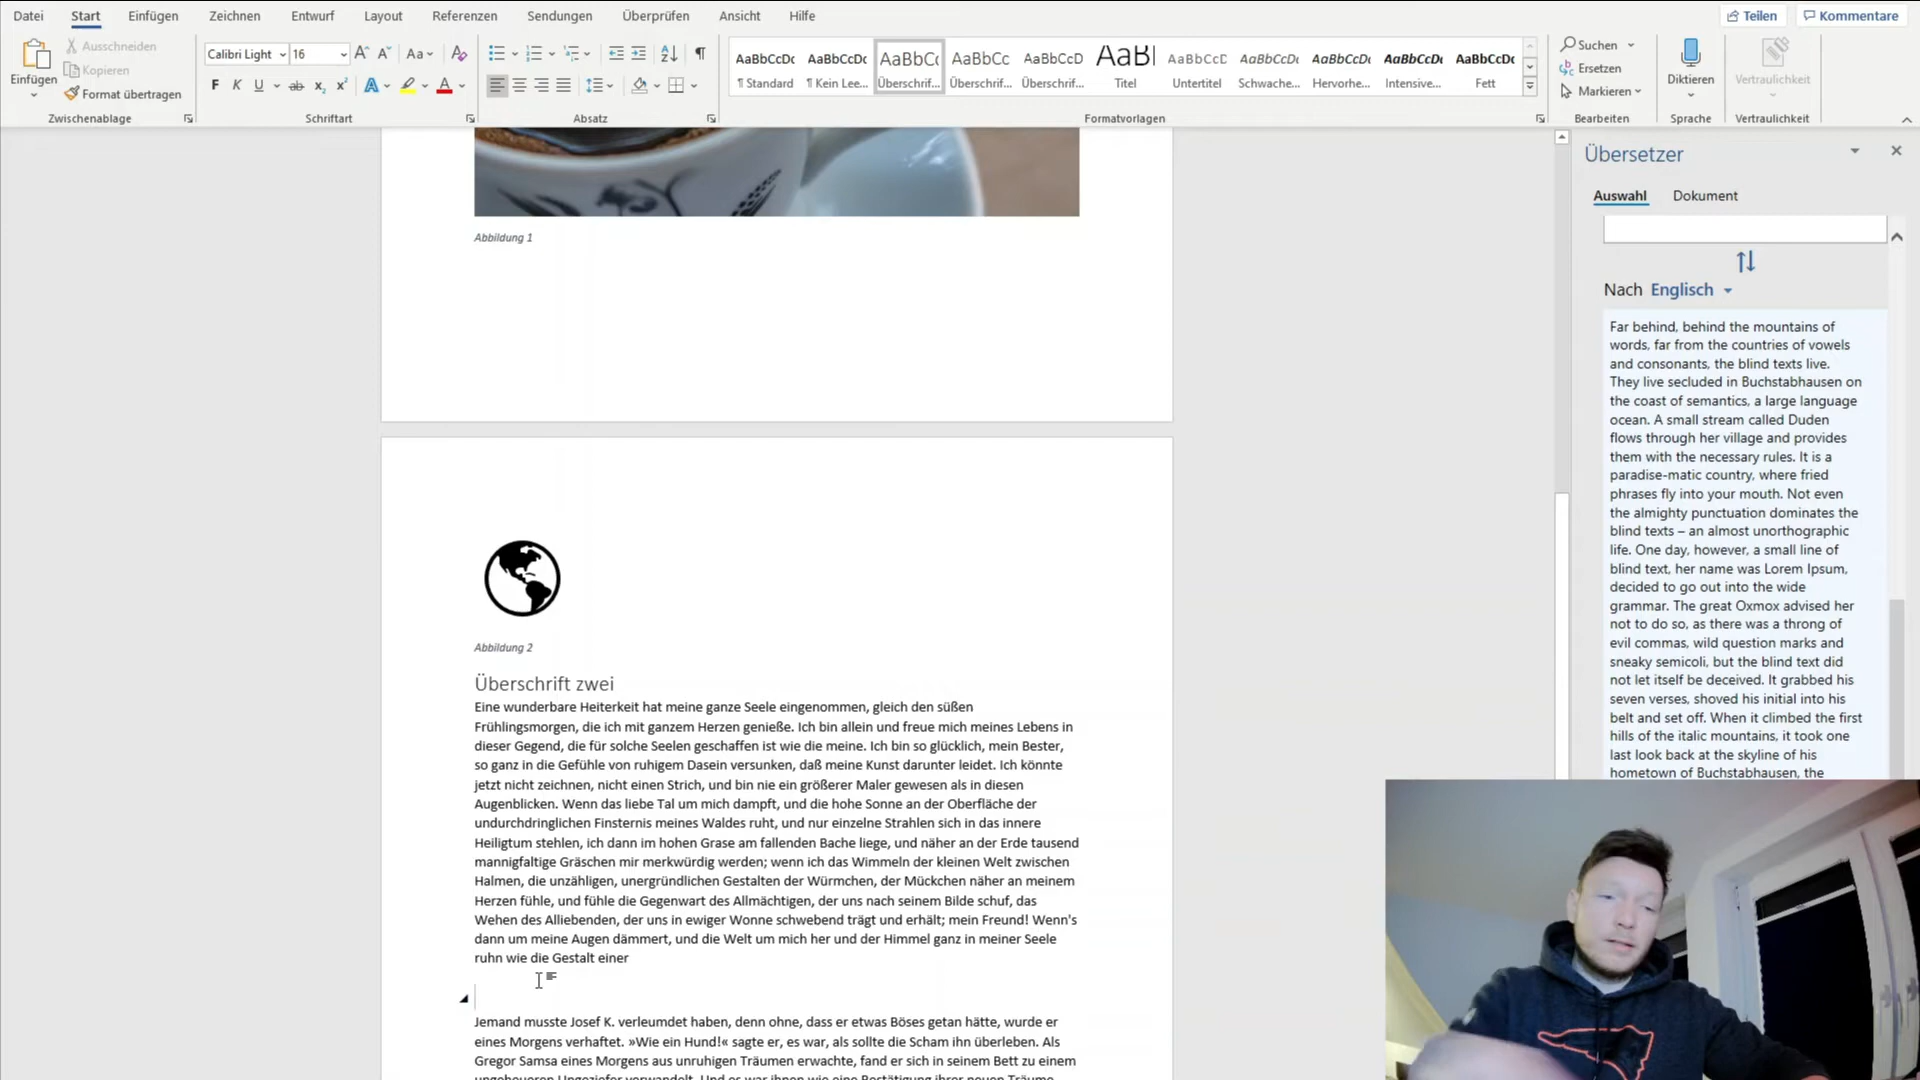 Datei Start Einfügen Zeichnen Entwurf Layout Referenzen Sendungen Überprüfen Ansicht Hilfe Teilen Kommentare
Einfügen
Ausschneiden
Kopieren
Format übertragen
Zwischenablage
Calibri Light 16
F K U ab x₂ x² A A
Schriftart
Absatz
AaBbCcDc AaBbCcDc AaBbC( AaBbCc AaBbCcD AaBl AaBbCcD AaBbCcDc AaBbCcDc AaBbCcDc AaBbCcDc
¶ Standard ¶ Kein Lee... Überschrif... Überschrif... Überschrif... Titel Untertitel Schwache... Hervorhe... Intensive... Fett
Formatvorlagen
Suchen
Ersetzen
Markieren
Bearbeiten
Diktieren
Sprache
Vertraulichkeit
Vertraulichkeit
Abbildung 1
Abbildung 2
Überschrift zwei
Eine wunderbare Heiterkeit hat meine ganze Seele eingenommen, gleich den süßen
Frühlingsmorgen, die ich mit ganzem Herzen genieße. Ich bin allein und freue mich meines Lebens in
dieser Gegend, die für solche Seelen geschaffen ist wie die meine. Ich bin so glücklich, mein Bester,
so ganz in die Gefühle von ruhigem Dasein versunken, daß meine Kunst darunter leidet. Ich könnte
jetzt nicht zeichnen, nicht einen Strich, und bin nie ein größerer Maler gewesen als in diesen
Augenblicken. Wenn das liebe Tal um mich dampft, und die hohe Sonne an der Oberfläche der
undurchdringlichen Finsternis meines Waldes ruht, und nur einzelne Strahlen sich in das innere
Heiligtum stehlen, ich dann im hohen Grase am fallenden Bache liege, und näher an der Erde tausend
mannigfaltige Gräschen mir merkwürdig werden; wenn ich das Wimmeln der kleinen Welt zwischen
Halmen, die unzähligen, unergründlichen Gestalten der Würmchen, der Mückchen näher an meinem
Herzen fühle, und fühle die Gegenwart des Allmächtigen, der uns nach seinem Bilde schuf, das
Wehen des Alliebenden, der uns in ewiger Wonne schwebend trägt und erhält; mein Freund! Wenn's
dann um meine Augen dämmert, und die Welt um mich her und der Himmel ganz in meiner Seele
ruhn wie die Gestalt einer
Jemand musste Josef K. verleumdet haben, denn ohne, dass er etwas Böses getan hätte, wurde er
eines Morgens verhaftet. »Wie ein Hund!« sagte er, es war, als sollte die Scham ihn überleben. Als
Gregor Samsa eines Morgens aus unruhigen Träumen erwachte, fand er sich in seinem Bett zu einem
ungeheueren Ungeziefer verwandelt. Und es war ihnen wie eine Bestätigung ihrer neuen Träume
Übersetzer
Auswahl Dokument
Nach Englisch
Far behind, behind the mountains of
words, far from the countries of vowels
and consonants, the blind texts live.
They live secluded in Buchstabhausen on
the coast of semantics, a large language
ocean. A small stream called Duden
flows through her village and provides
them with the necessary rules. It is a
paradise-matic country, where fried
phrases fly into your mouth. Not even
the almighty punctuation dominates the
blind texts – an almost unorthographic
life. One day, however, a small line of
blind text, her name was Lorem Ipsum,
decided to go out into the wide
grammar. The great Oxmox advised her
not to do so, as there was a throng of
evil commas, wild question marks and
sneaky semicoli, but the blind text did
not let itself be deceived. It grabbed his
seven verses, shoved his initial into his
belt and set off. When it climbed the first
hills of the italic mountains, it took one
last look back at the skyline of his
hometown of Buchstabhausen, the